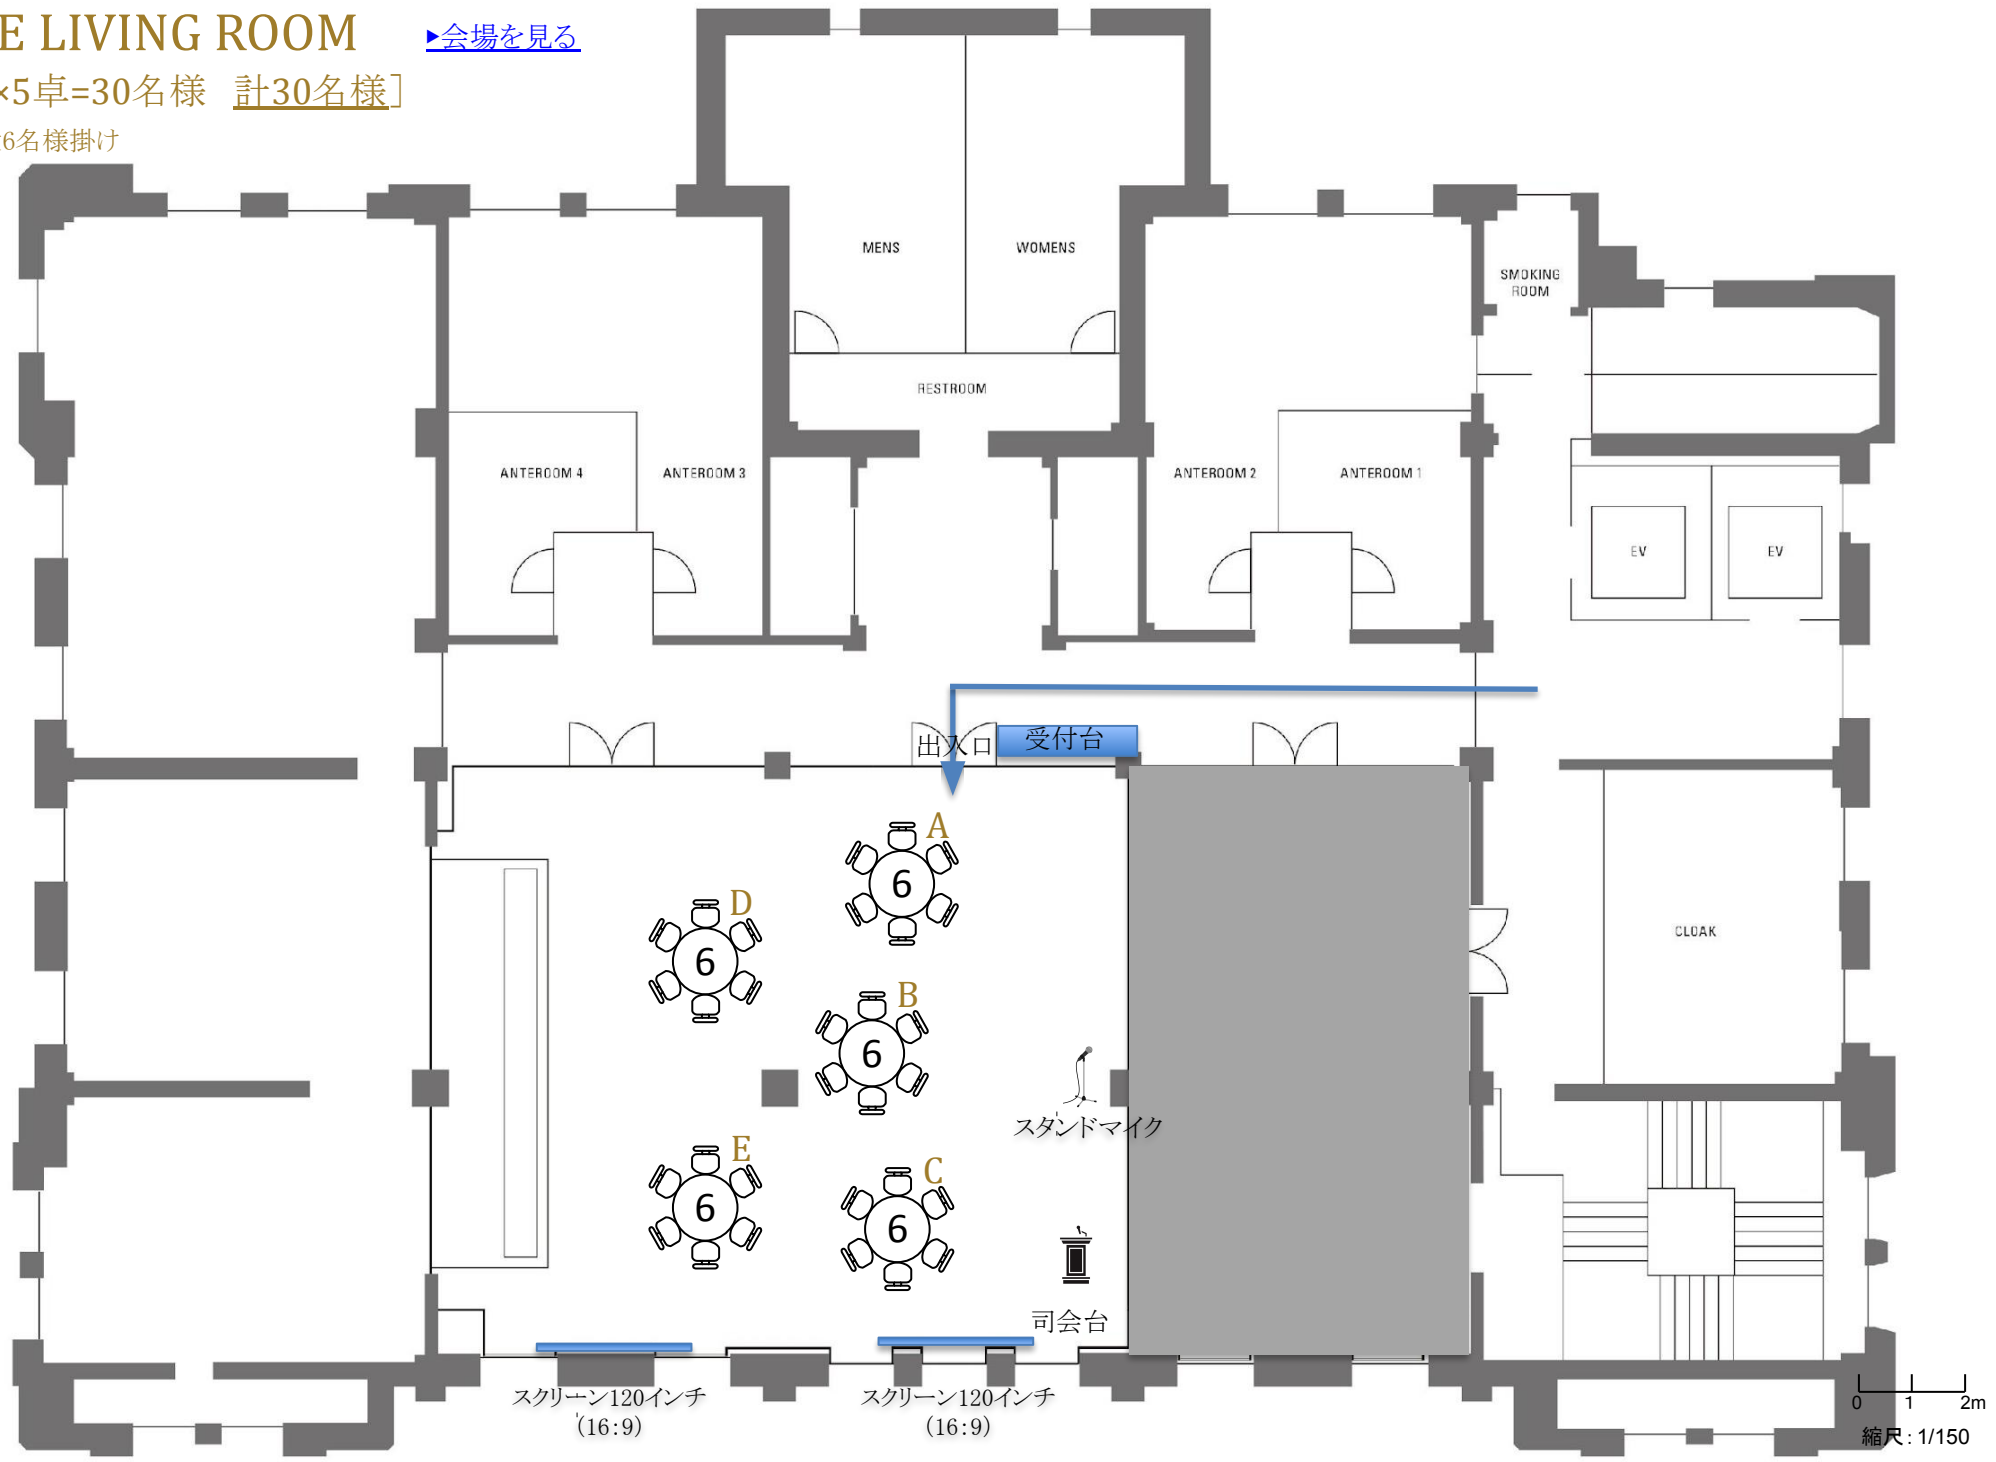 E LIVING ROOM
▶会場を見る
×5卓=30名様 計30名様］
6名様掛け
MENS
WOMENS
SMOKING
ROOM
RESTROOM
ANTEROOM 4
ANTEROOM 3
ANTEROOM 2
ANTEROOM 1
EV
EV
出入口
受付台
A
6
D
6
B
6
CLOAK
スタンドマイク
E
6
C
6
司会台
スクリーン120インチ
(16:9)
スクリーン120インチ
(16:9)
0 1 2m
縮尺：1/150